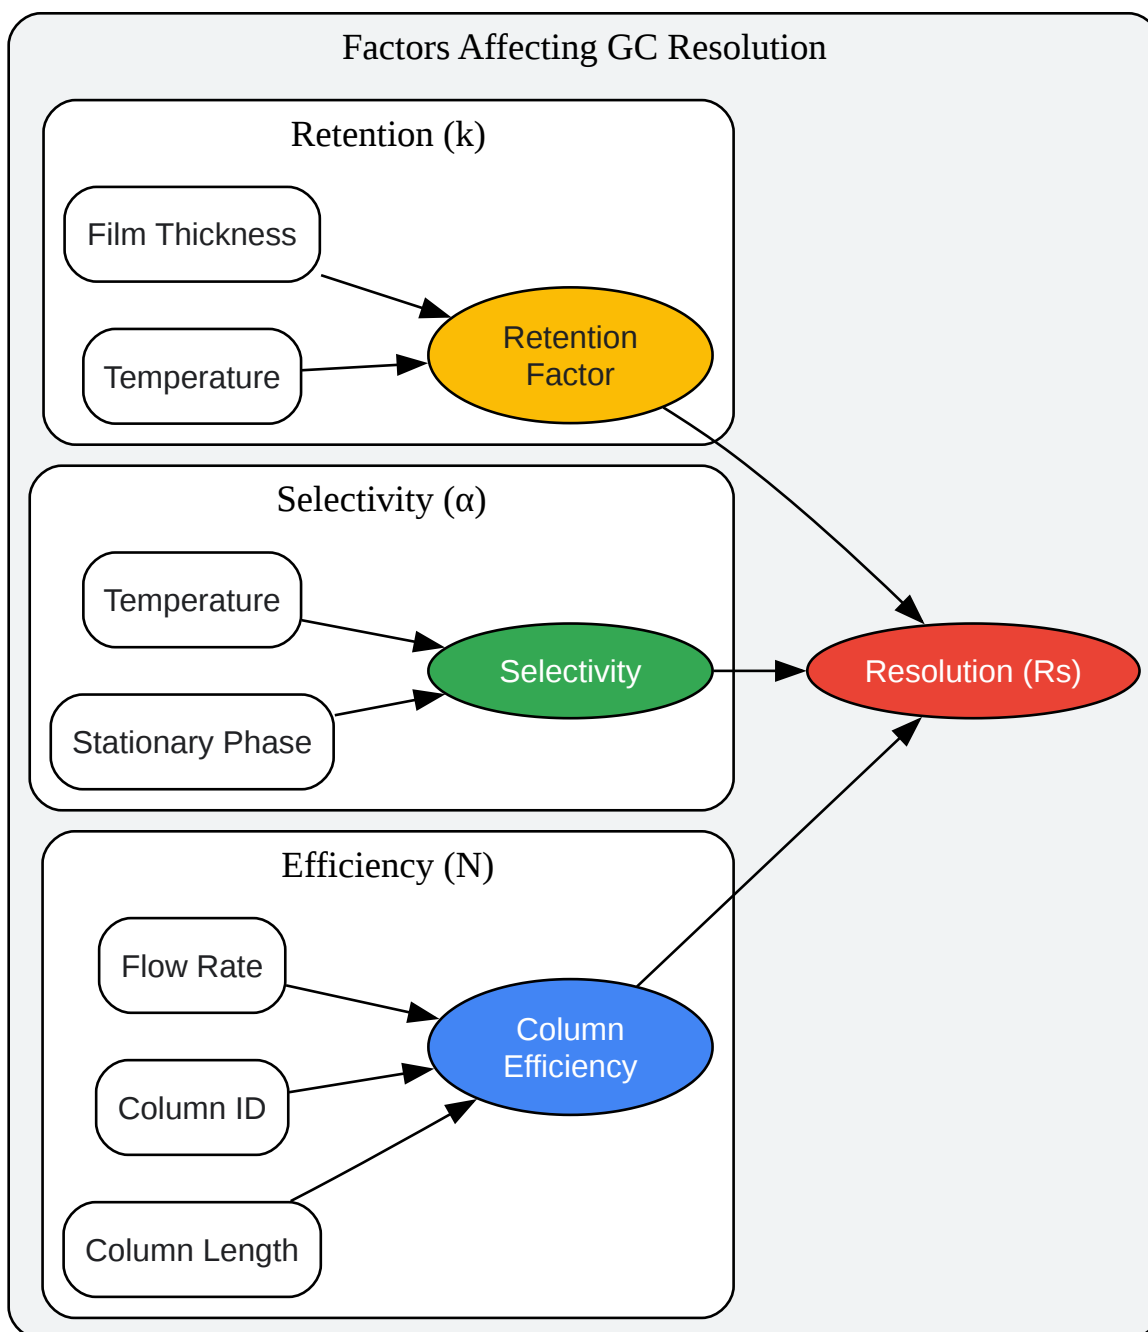 Factors Affecting GC Resolution
Retention (k)
Film Thickness
Temperature
Retention
Factor
Selectivity (α)
Temperature
Stationary Phase
Selectivity
Resolution (Rs)
Efficiency (N)
Flow Rate
Column ID
Column Length
Column
Efficiency